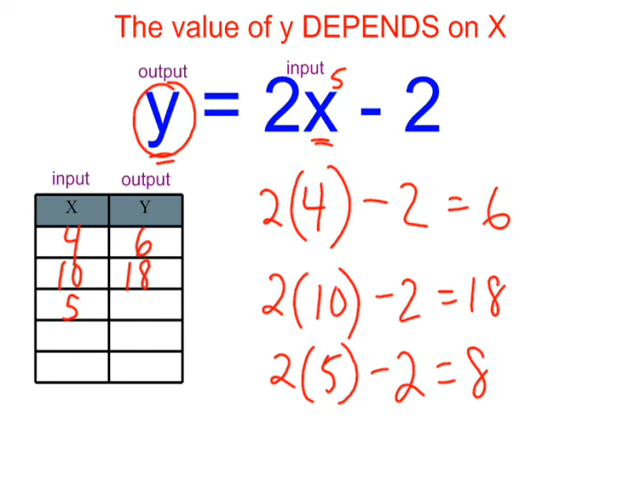 The value of y DEPENDS on X
output input
y = 2x - 2
5
input output
X Y
4 6
10 18
5
2(4) - 2 = 6
2(10) - 2 = 18
2(5) - 2 = 8